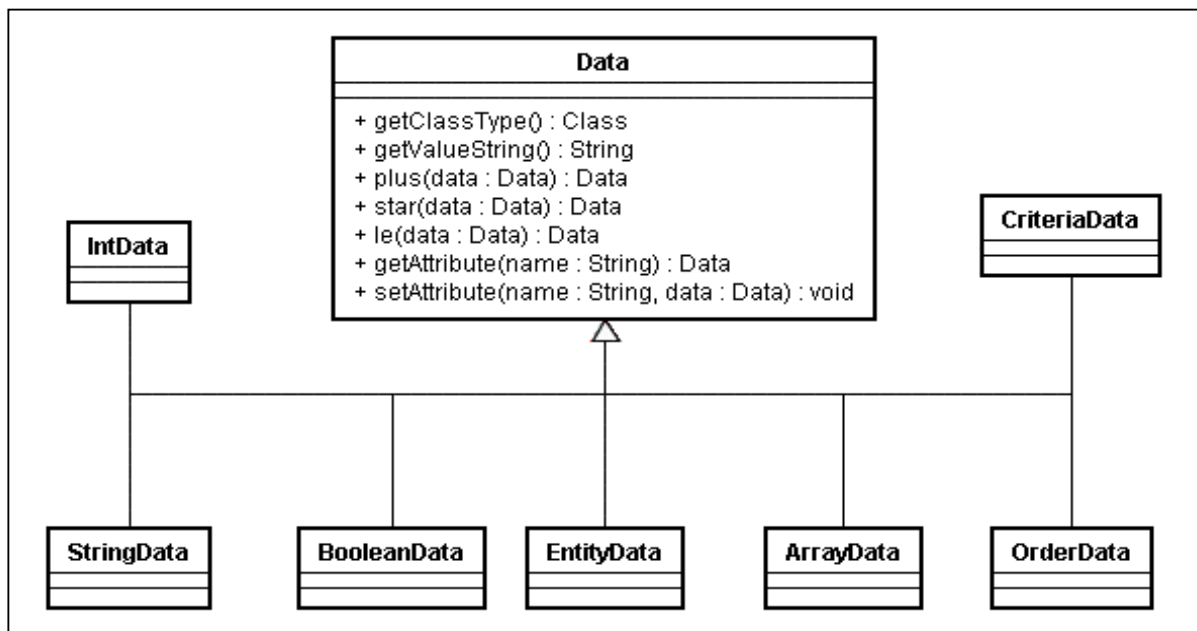 Data
+ getClassType() : Class
+ getValueString() : String
+ plus(data : Data) : Data
+ star(data : Data) : Data
+ le(data : Data) : Data
+ getAttribute(name : String) : Data
+ setAttribute(name : String, data : Data) : void
IntData
CriteriaData
StringData
BooleanData
EntityData
ArrayData
OrderData